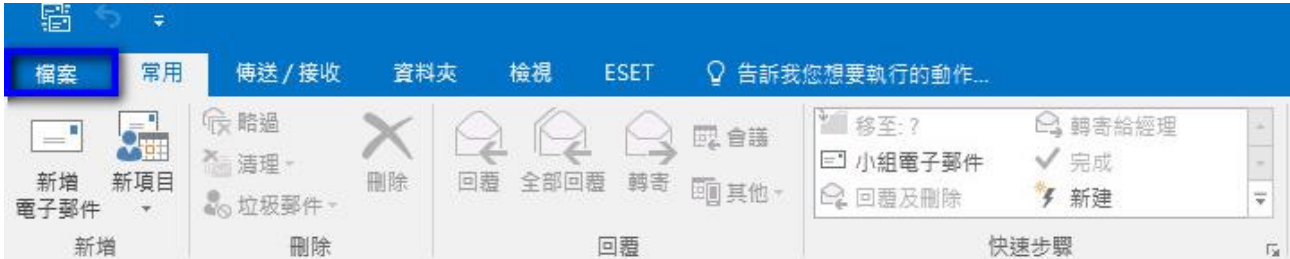 檔案 常用 傳送 / 接收 資料夾 檢視 ESET 告訴我您想要執行的動作...
新增
電子郵件
新項目
略過
清理
垃圾郵件
刪除
回覆
全部回覆
轉寄
會議
其他
移至: ?
轉寄給經理
小組電子郵件
完成
回覆及刪除
新建
新增 刪除 回覆 快速步驟